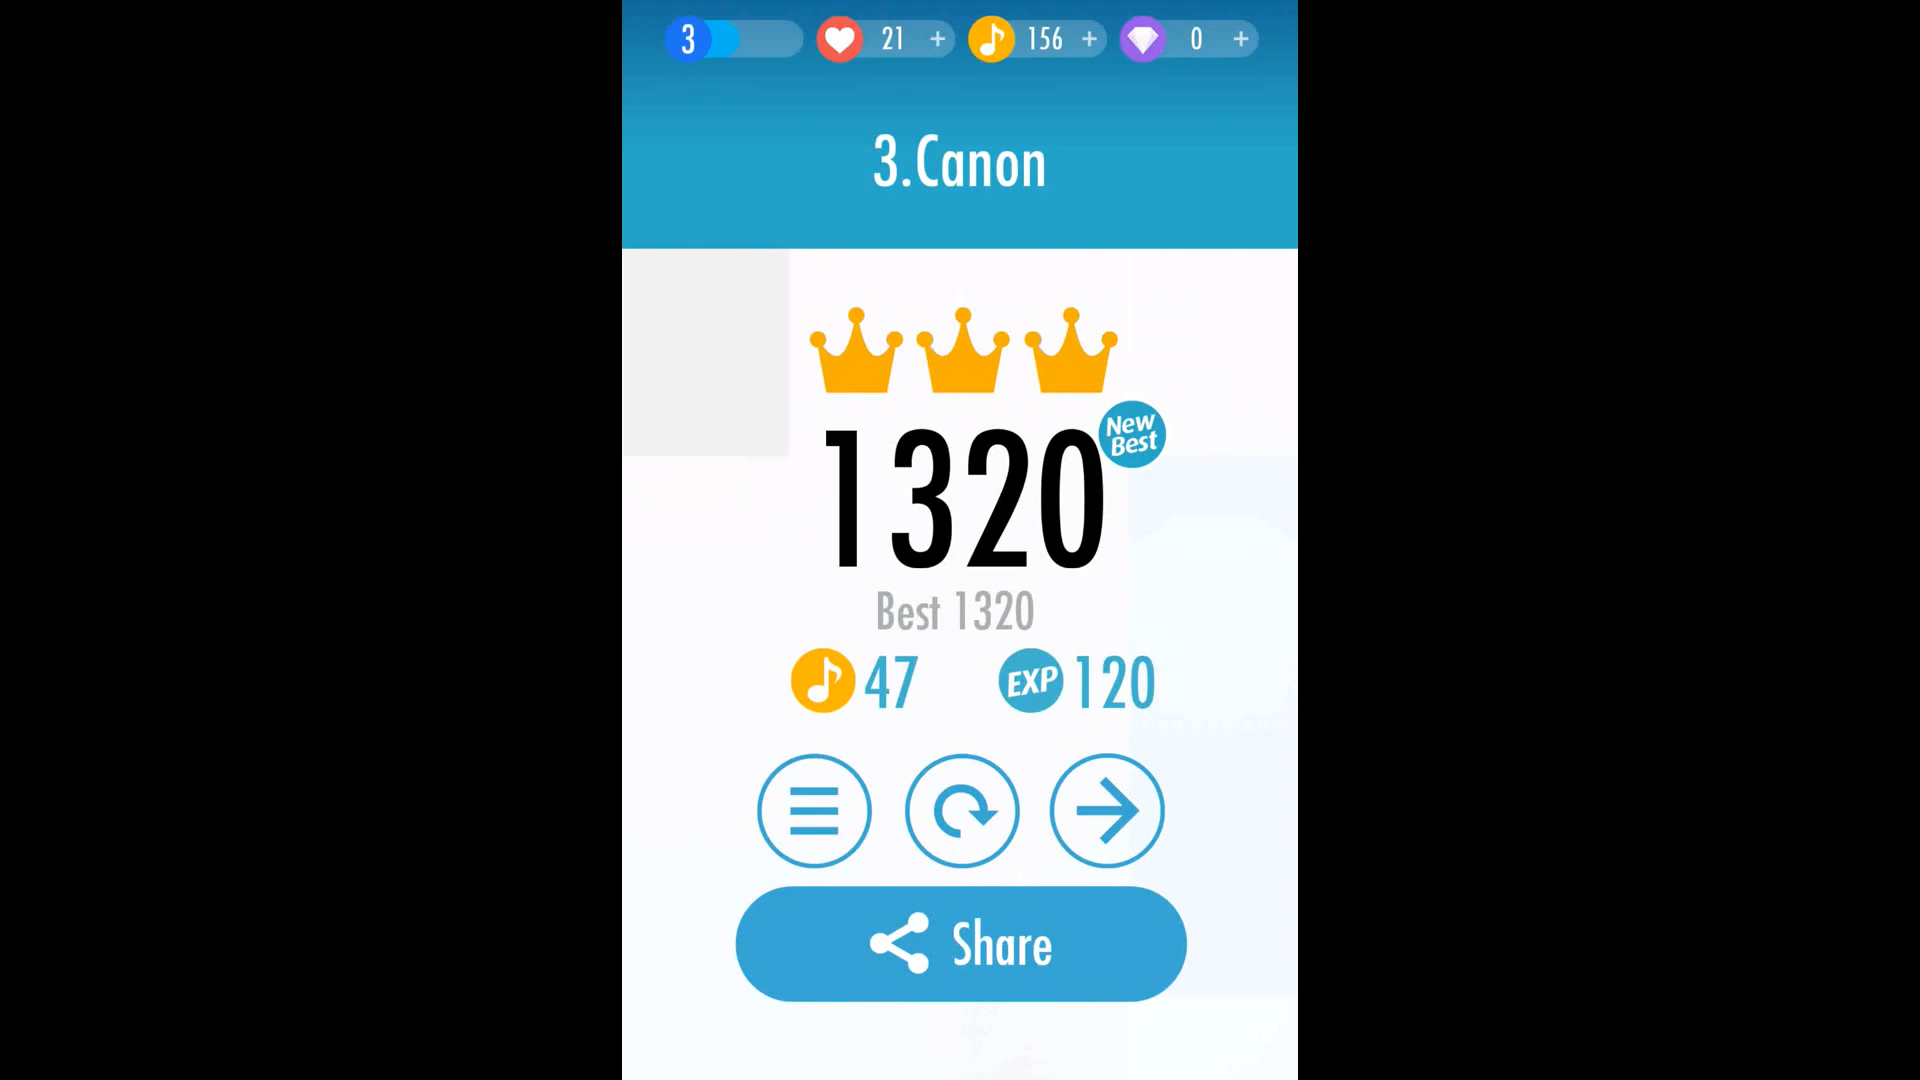 3 21 + 156 + 0 +
3.Canon
New
Best
1320
Best 1320
47 EXP 120
Share